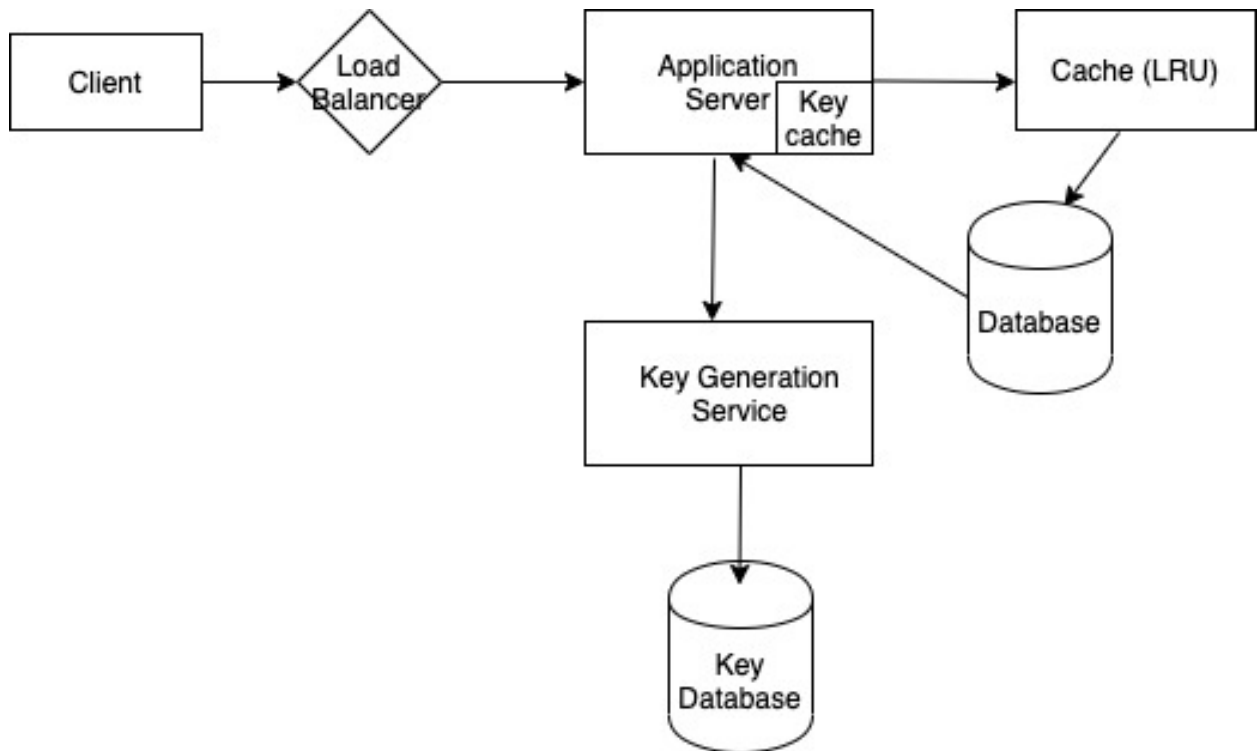 Client
Load
Balancer
Application
Server
Key
cache
Cache (LRU)
Database
Key Generation
Service
Key
Database